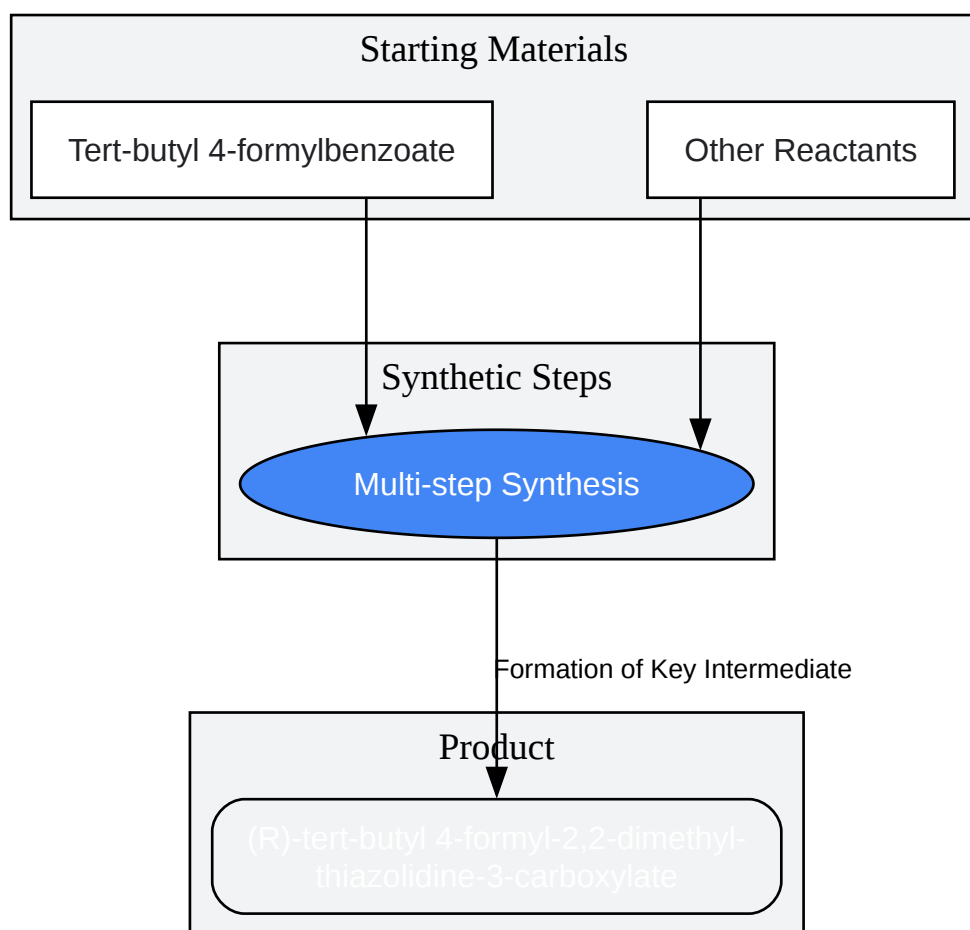 Starting Materials
Tert-butyl 4-formylbenzoate
Other Reactants
Synthetic Steps
Multi-step Synthesis
Formation of Key Intermediate
Product
(R)-tert-butyl 4-formyl-2,2-dimethyl-
thiazolidine-3-carboxylate